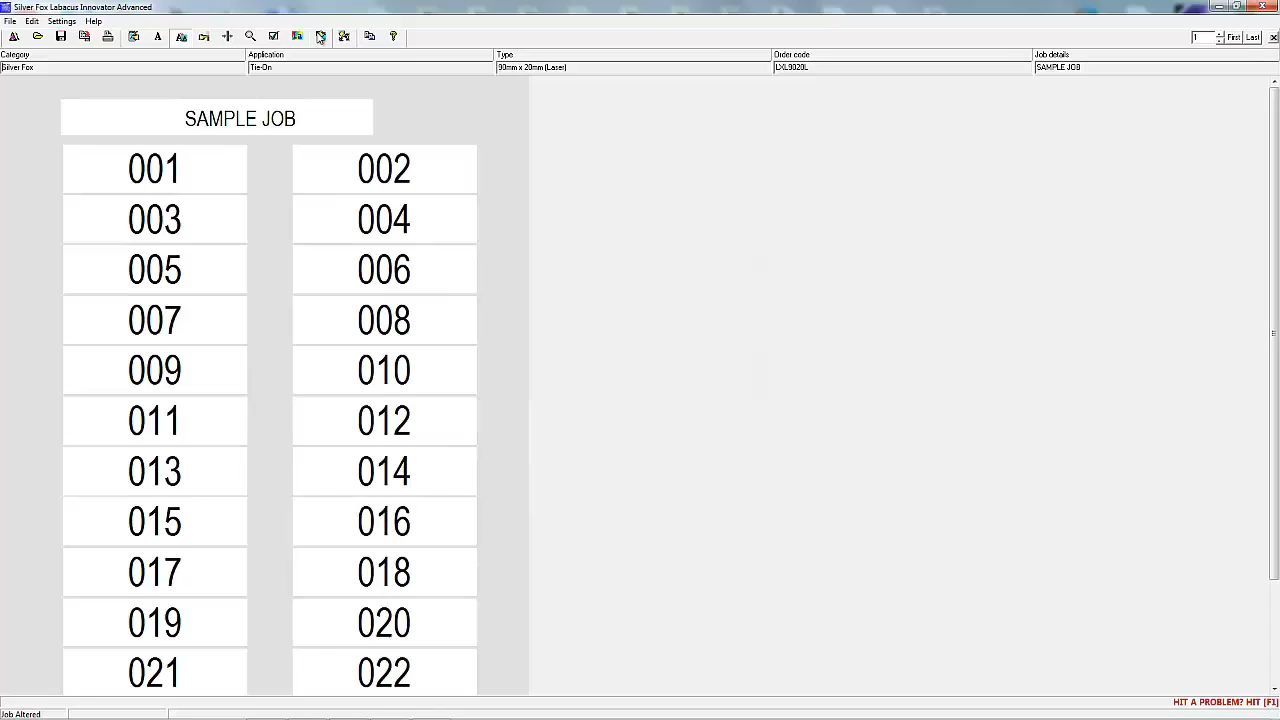 Silver Fox Labacus Innovator Advanced
File Edit Settings Help
1 First Last
Category Application Type Order code Job details
Silver Fox Tie-On 90mm x 20mm (Laser) LXL9020L SAMPLE JOB
SAMPLE JOB
001 002
003 004
005 006
007 008
009 010
011 012
013 014
015 016
017 018
019 020
021 022
HIT A PROBLEM? HIT [F1]
Job Altered